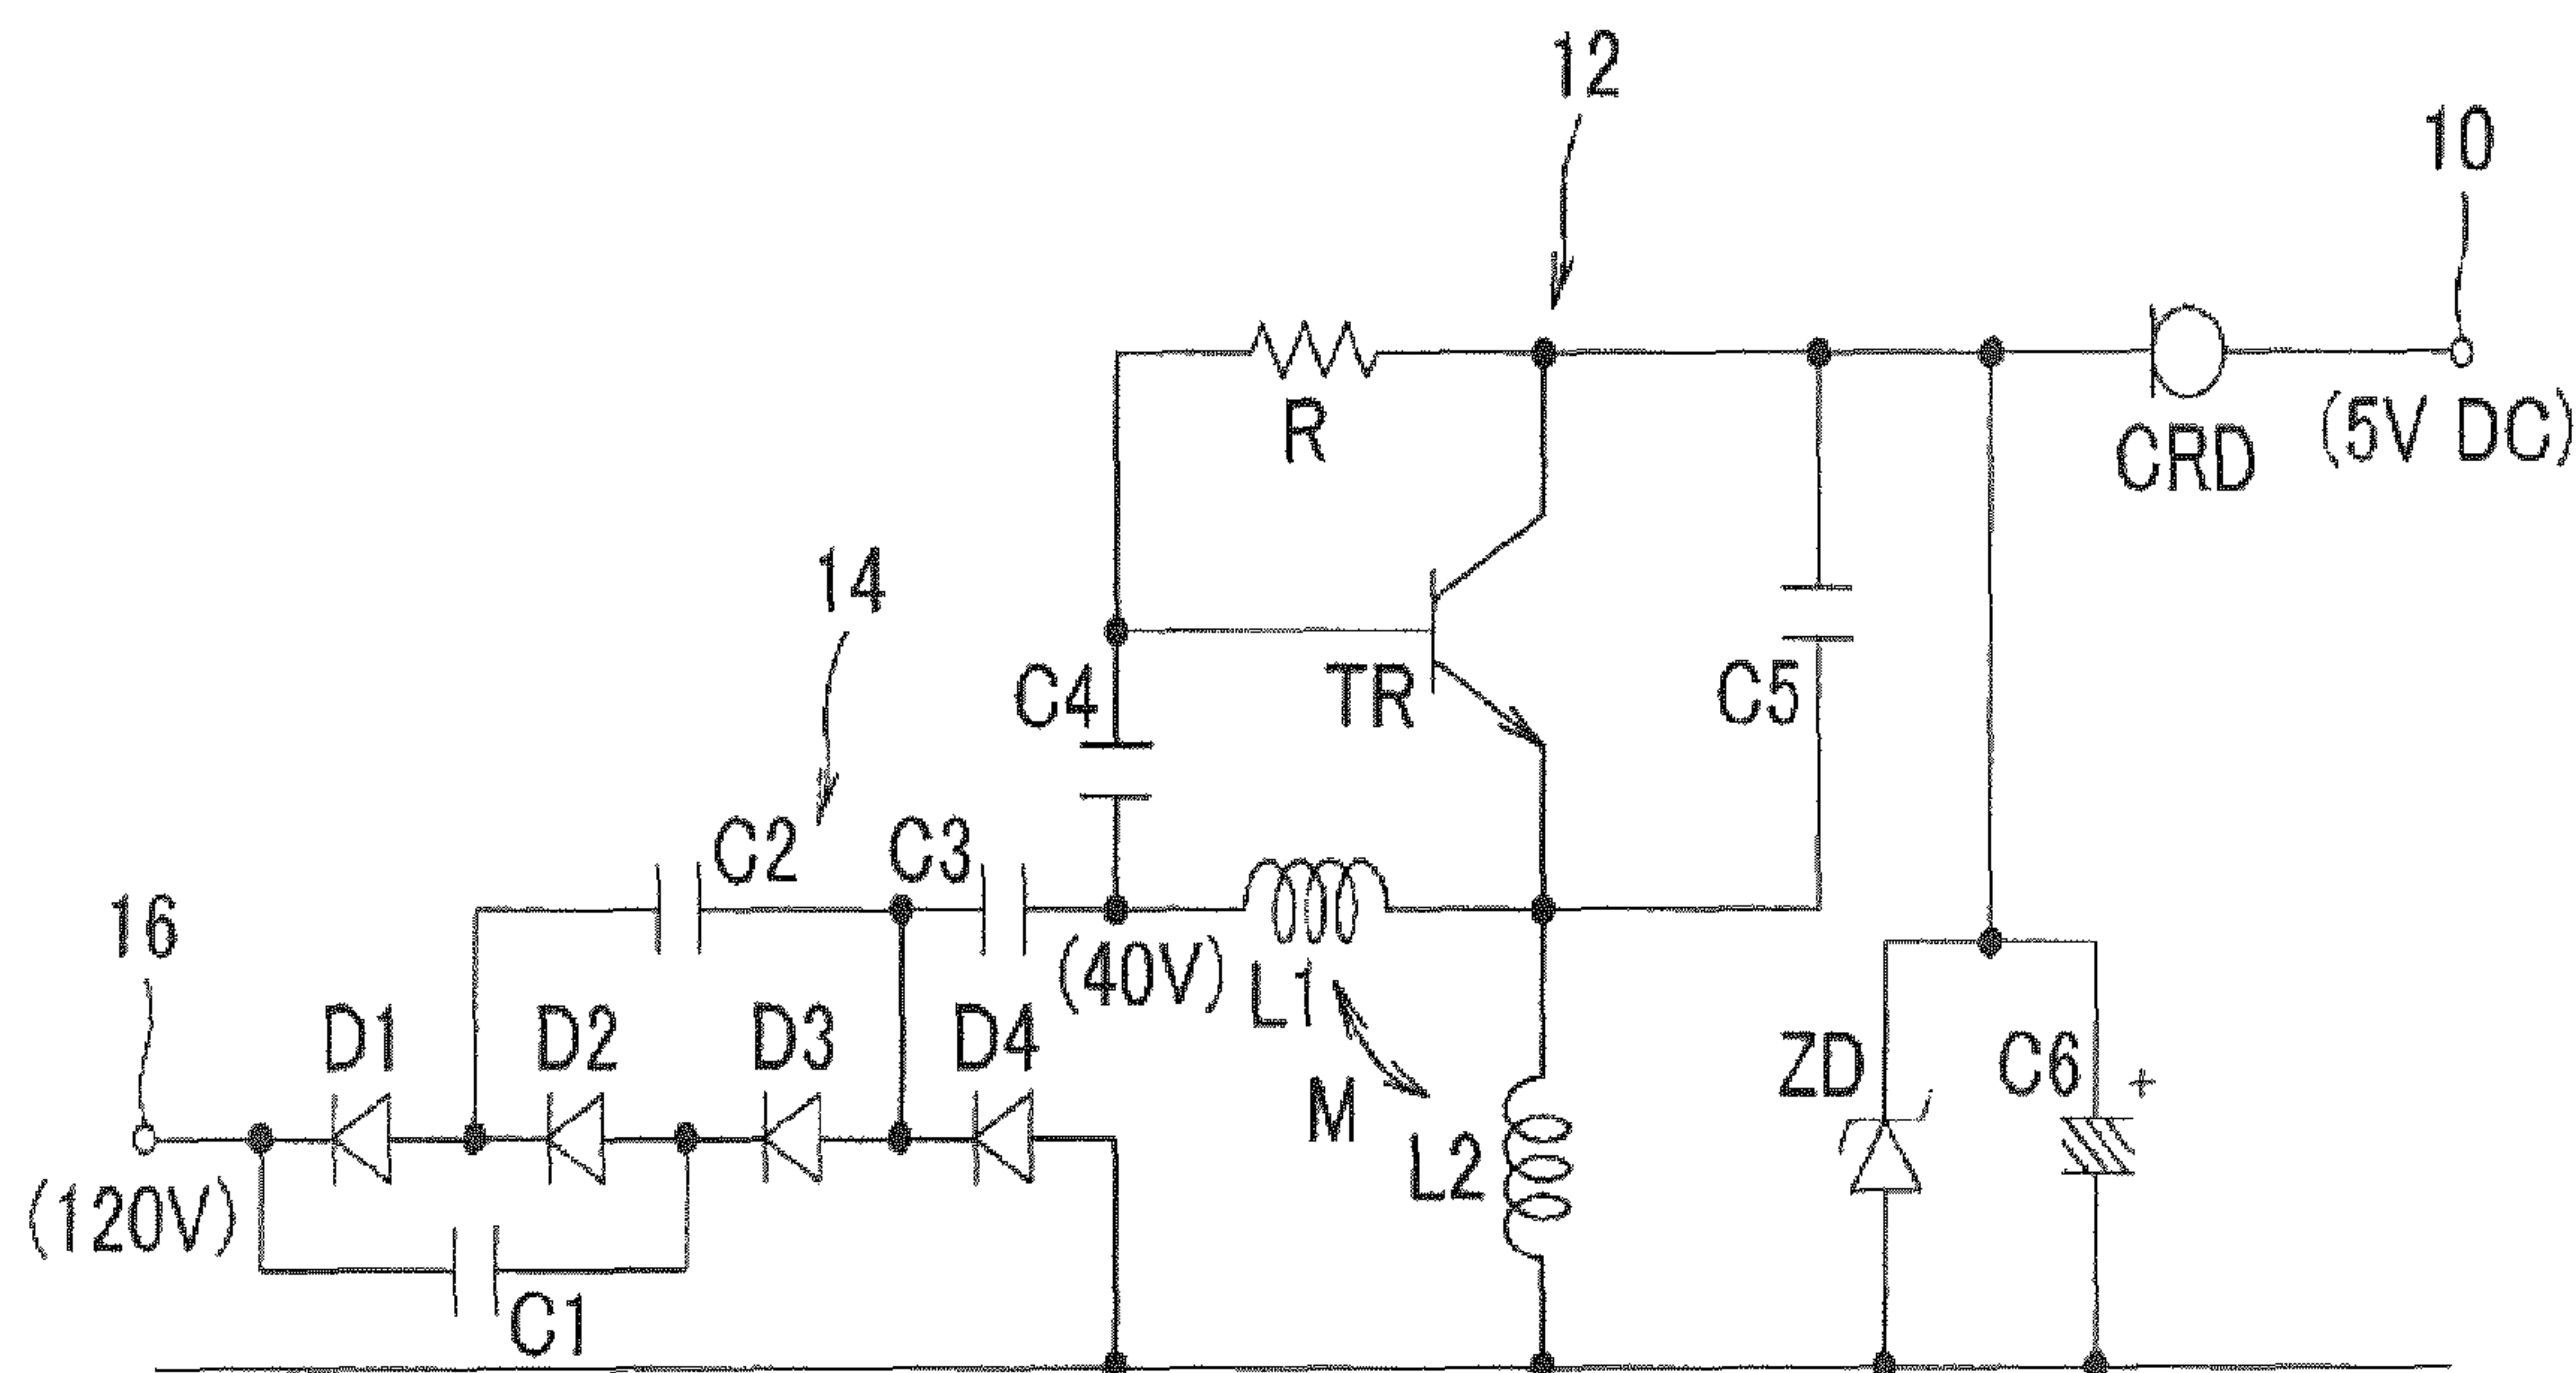 12
10
R
CRD
(5V DC)
14
C4
TR
C5
C2
C3
16
(40V)
L1
D1
D2
D3
D4
M
ZD
C6
+
L2
(120V)
C1